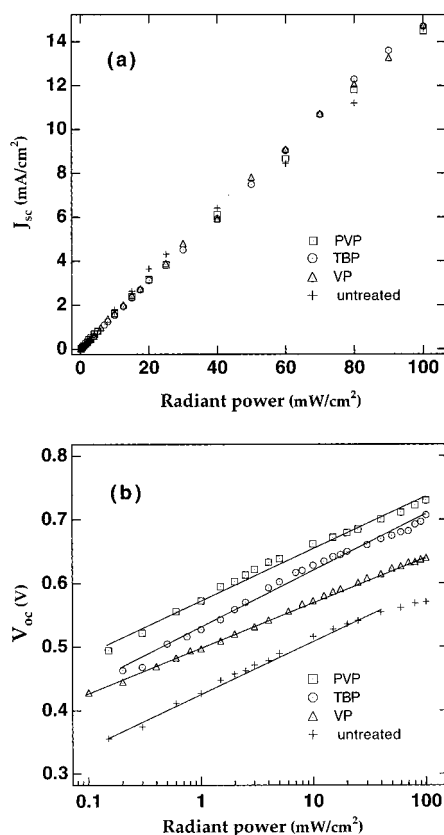 (a)
14
12
10
8
6
4
2
0
J_sc (mA/cm²)
PVP
TBP
VP
untreated
0 20 40 60 80 100
Radiant power (mW/cm²)
(b)
0.8
0.7
0.6
0.5
0.4
0.3
V_oc (V)
PVP
TBP
VP
untreated
0.1 1 10 100
Radiant power (mW/cm²)